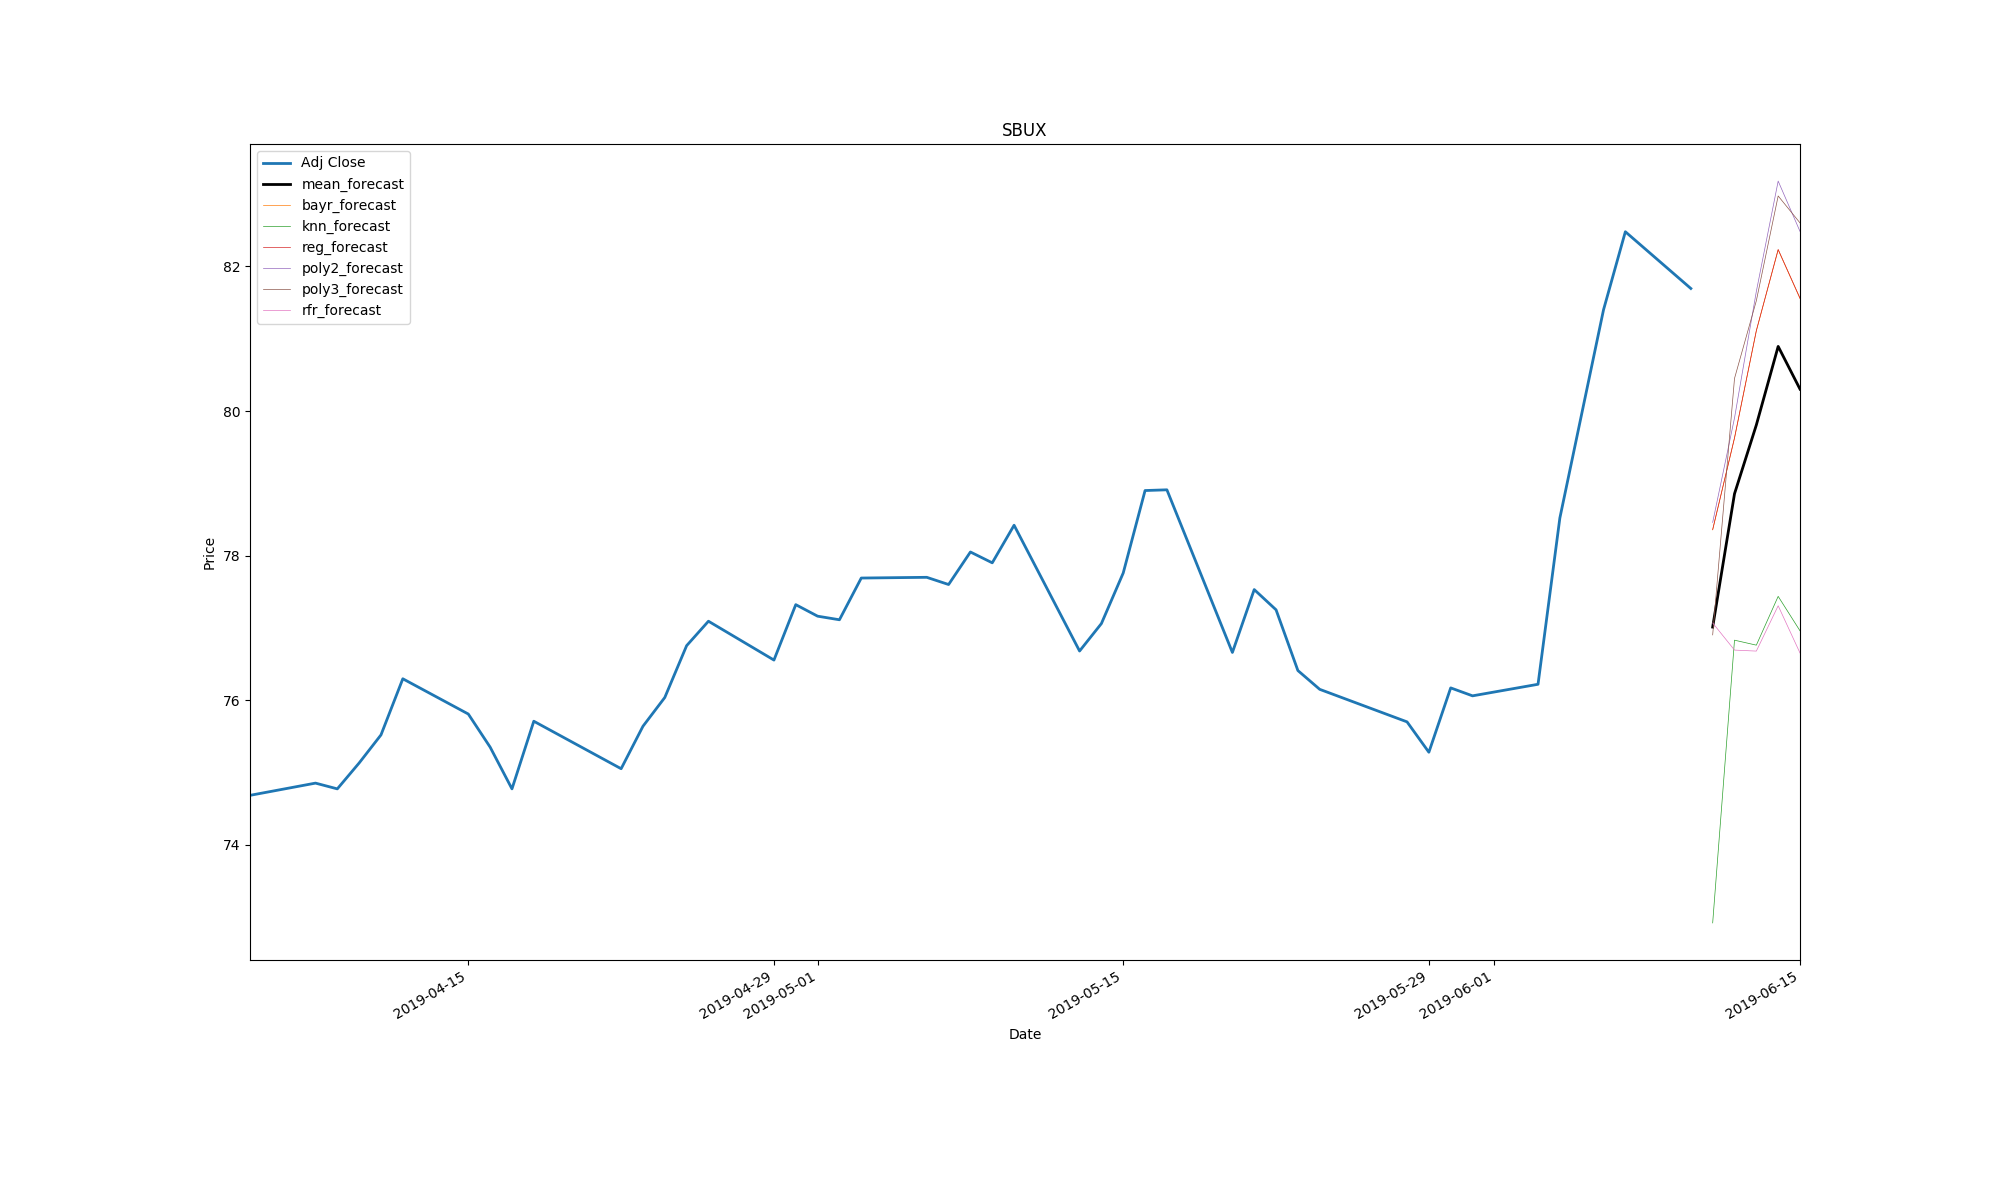 SBUX
Adj Close
mean_forecast
bayr_forecast
knn_forecast
reg_forecast
poly2_forecast
poly3_forecast
rfr_forecast
82
80
78
76
74
Price
2019-04-15
2019-04-29
2019-05-01
2019-05-15
2019-05-29
2019-06-01
2019-06-15
Date